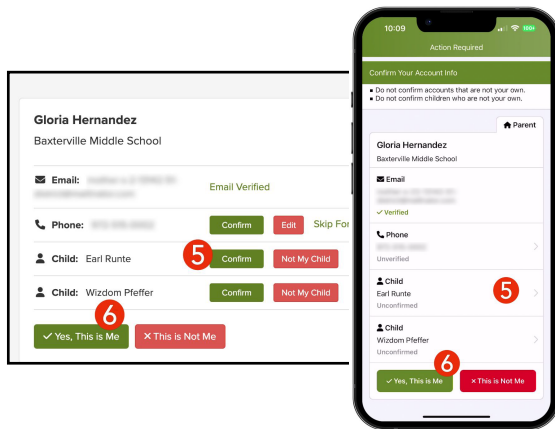 Gloria Hernandez
Baxterville Middle School
Email:
Email Verified
Phone:
Confirm Edit Skip For
Child: Earl Runte
5 Confirm Not My Child
Child: Wizdom Pfeffer
Confirm Not My Child
6
✓ Yes, This is Me × This is Not Me
10:09
100
Action Required
Confirm Your Account Info
▪ Do not confirm accounts that are not your own.
▪ Do not confirm children who are not your own.
Parent
Gloria Hernandez
Baxterville Middle School
Email
✓ Verified
Phone
Unverified
Child
Earl Runte
5
Unconfirmed
Child
Wizdom Pfeffer
Unconfirmed
6
✓ Yes, This is Me × This is Not Me